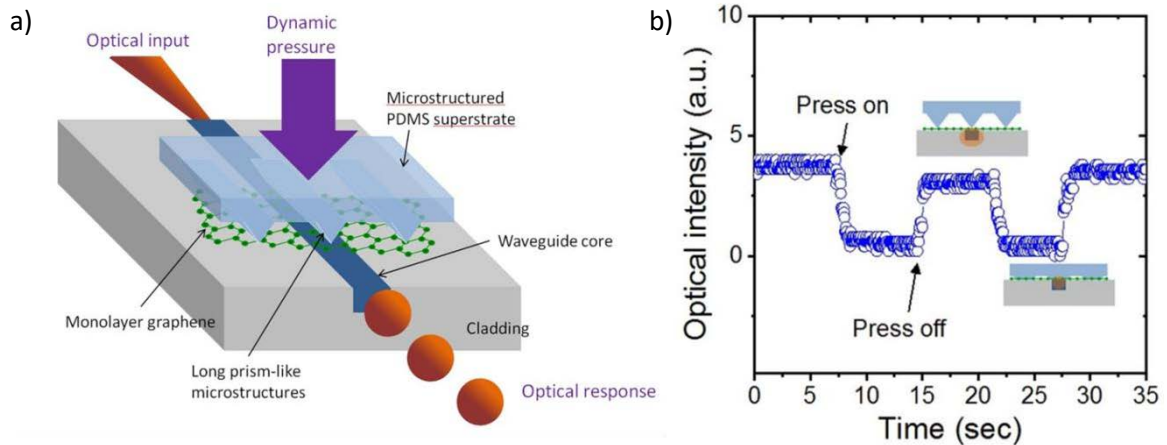 a)
Optical input
Dynamic
pressure
Microstructured
PDMS superstrate
Waveguide core
Monolayer graphene
Cladding
Long prism-like
microstructures
Optical response
b)
Optical intensity (a.u.)
10
5
0
Press on
Press off
0 5 10 15 20 25 30 35
Time (sec)